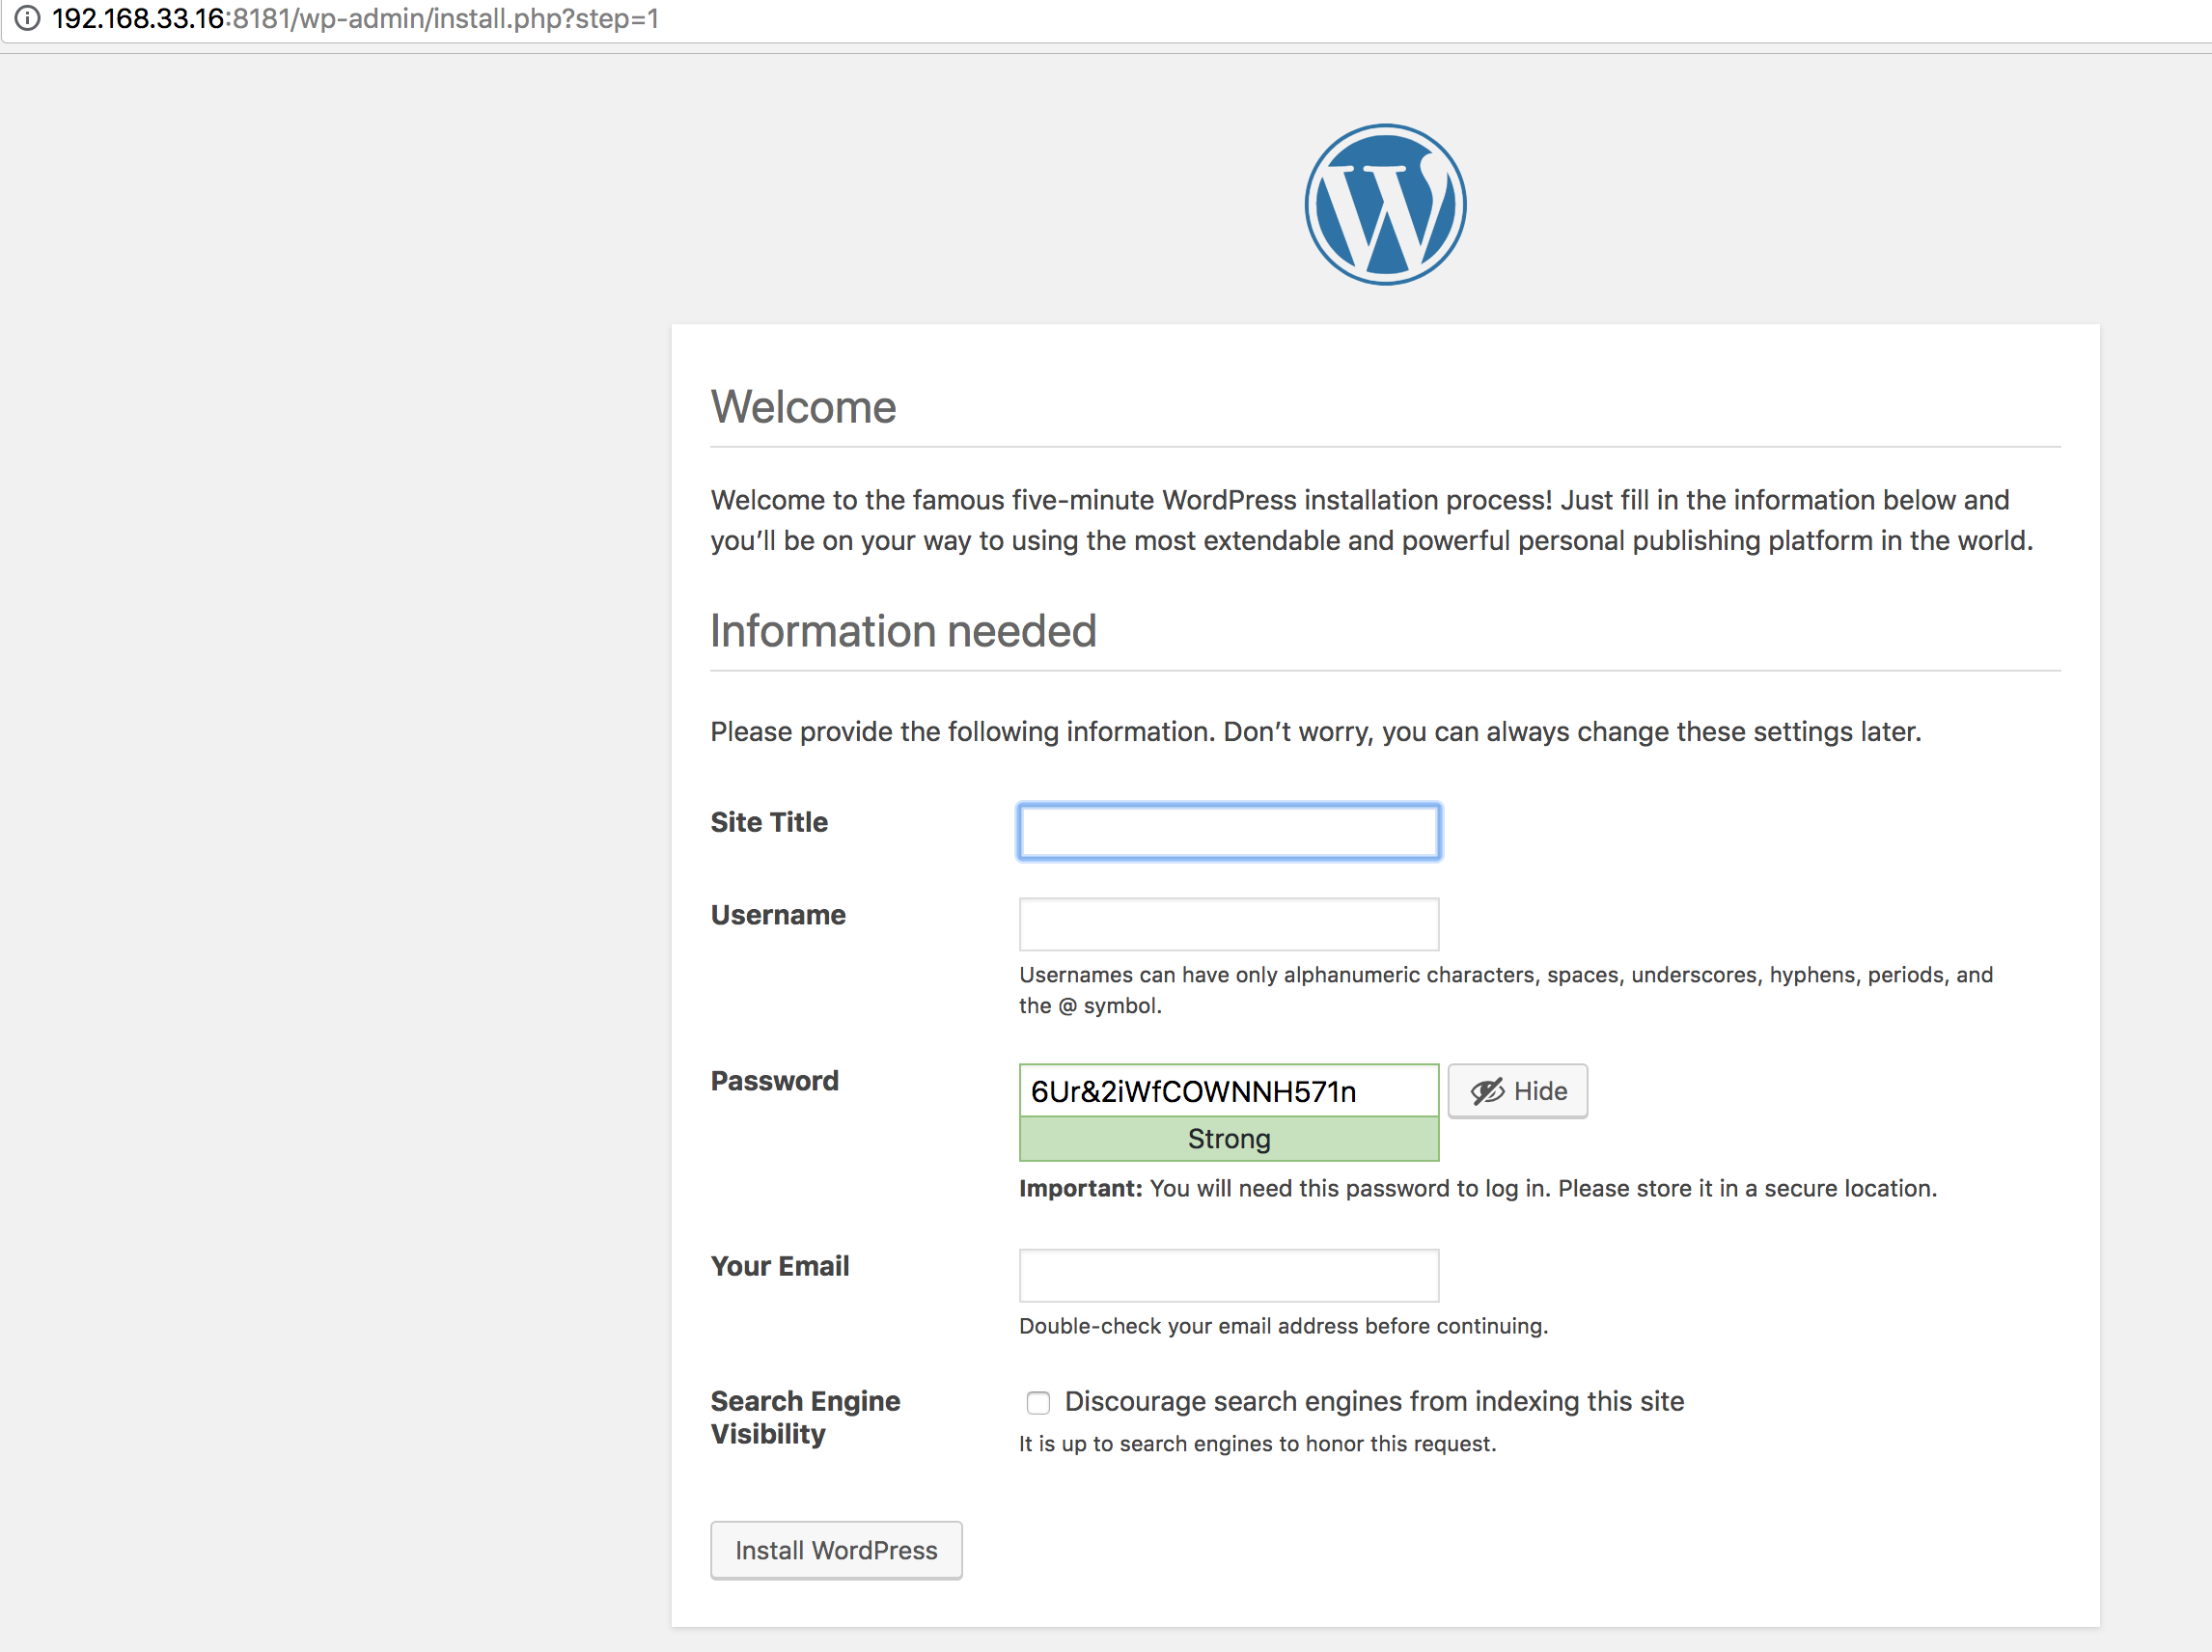 192.168.33.16:8181/wp-admin/install.php?step=1
Welcome
Welcome to the famous five-minute WordPress installation process! Just fill in the information below and
you’ll be on your way to using the most extendable and powerful personal publishing platform in the world.
Information needed
Please provide the following information. Don’t worry, you can always change these settings later.
Site Title
Username
Usernames can have only alphanumeric characters, spaces, underscores, hyphens, periods, and
the @ symbol.
Password
6Ur&2iWfCOWNNH571n
Hide
Strong
Important: You will need this password to log in. Please store it in a secure location.
Your Email
Double-check your email address before continuing.
Search Engine
Visibility
Discourage search engines from indexing this site
It is up to search engines to honor this request.
Install WordPress